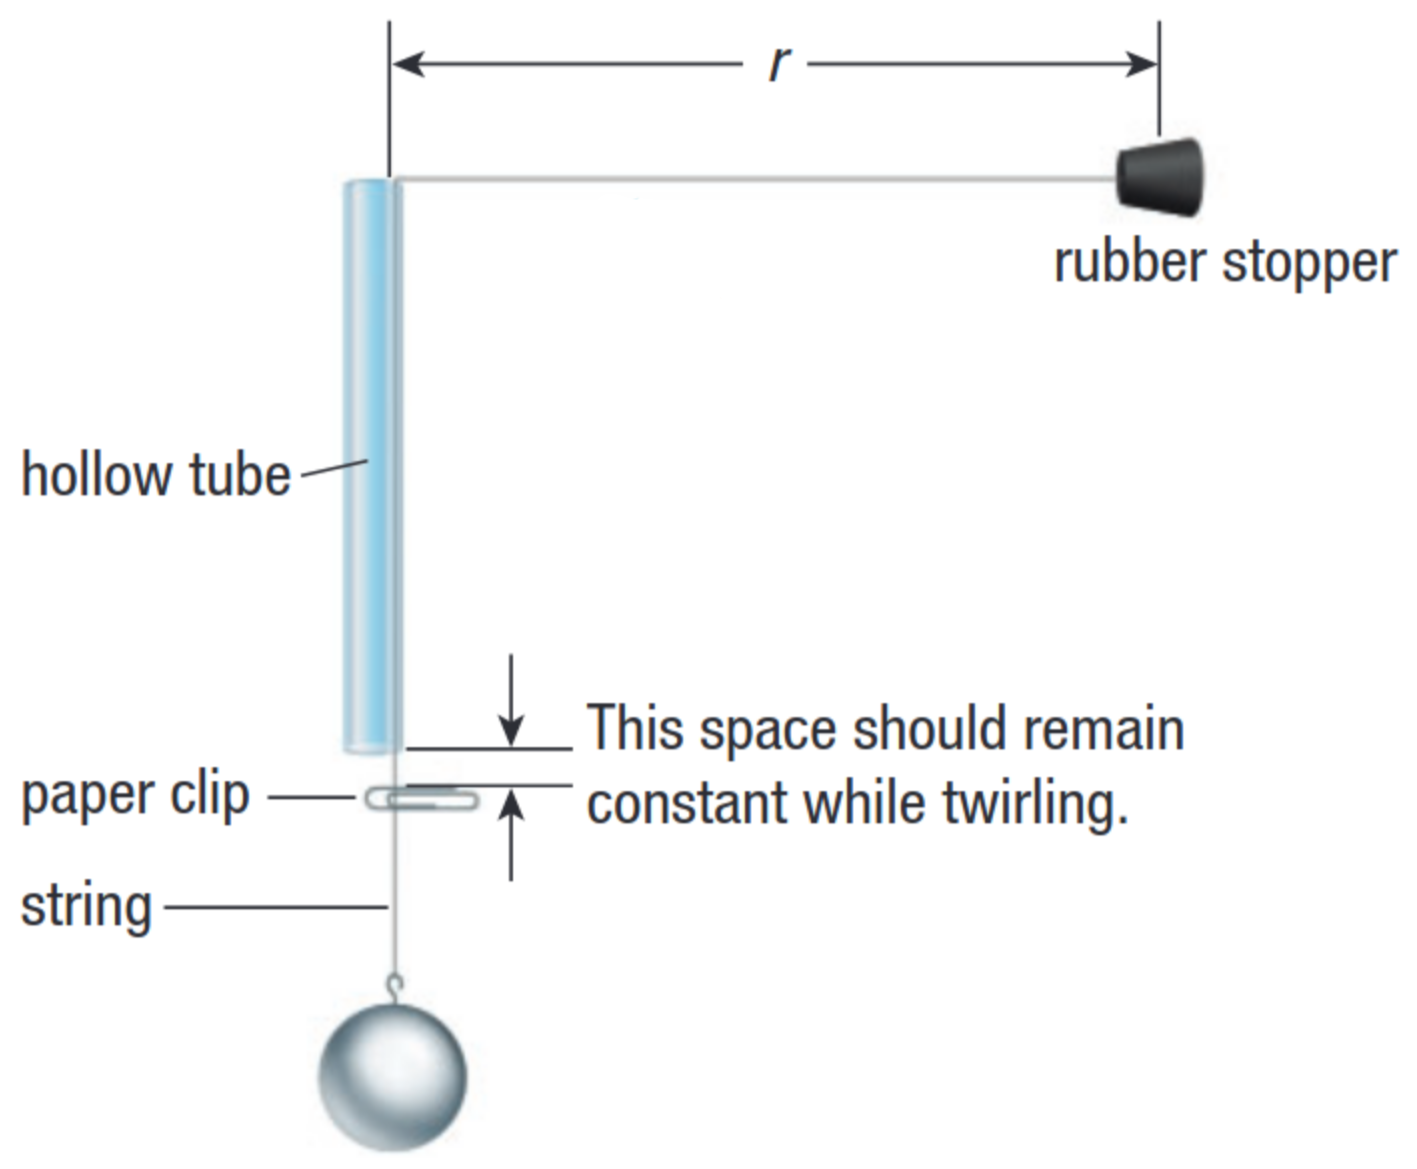 r
rubber stopper
hollow tube
This space should remain
constant while twirling.
paper clip
string